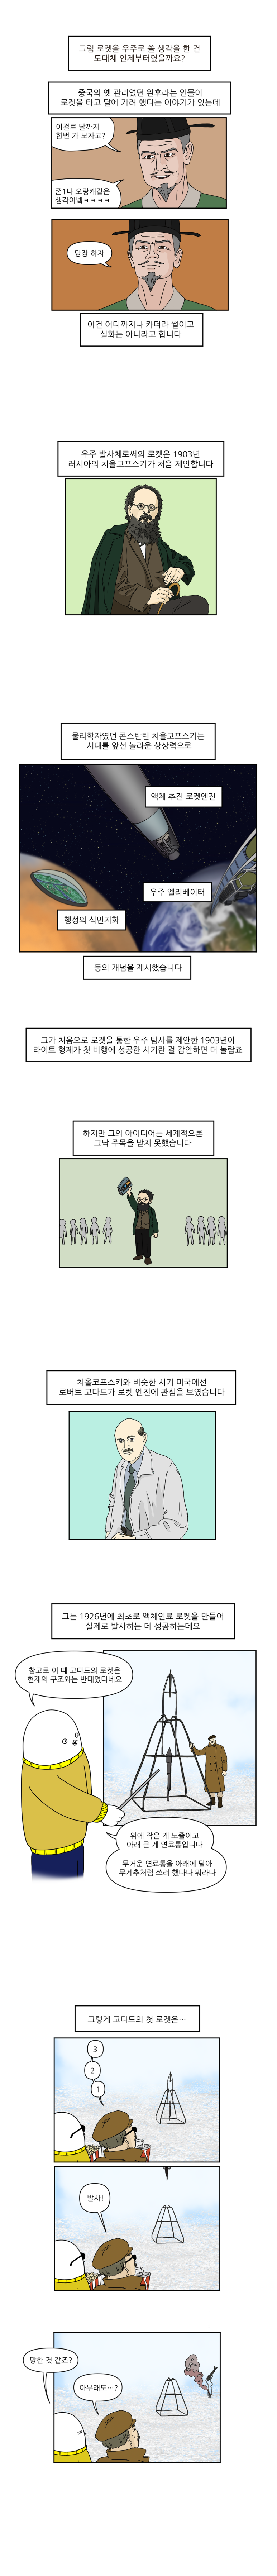 그럼 로켓을 우주로 쏠 생각을 한 건
도대체 언제부터였을까요?
중국의 옛 관리였던 완후라는 인물이
로켓을 타고 달에 가려 했다는 이야기가 있는데
이걸로 달까지
한번 가 보자고?
존1나 오랑캐같은
생각이넼ㅋㅋㅋㅋ
당장 하자
이건 어디까지나 카더라 썰이고
실화는 아니라고 합니다
우주 발사체로써의 로켓은 1903년
러시아의 치올코프스키가 처음 제안합니다
물리학자였던 콘스탄틴 치올코프스키는
시대를 앞선 놀라운 상상력으로
액체 추진 로켓엔진
우주 엘리베이터
행성의 식민지화
등의 개념을 제시했습니다
그가 처음으로 로켓을 통한 우주 탐사를 제안한 1903년이
라이트 형제가 첫 비행에 성공한 시기란 걸 감안하면 더 놀랍죠
하지만 그의 아이디어는 세계적으론
그닥 주목을 받지 못했습니다
치올코프스키와 비슷한 시기 미국에선
로버트 고다드가 로켓 엔진에 관심을 보였습니다
그는 1926년에 최초로 액체연료 로켓을 만들어
실제로 발사하는 데 성공하는데요
참고로 이 때 고다드의 로켓은
현재의 구조와는 반대였다네요
위에 작은 게 노즐이고
아래 큰 게 연료통입니다
무거운 연료통을 아래에 달아
무게추처럼 쓰려 했다나 뭐라나
그렇게 고다드의 첫 로켓은…
3
2
1
발사!
망한 것 같죠?
아무래도…?